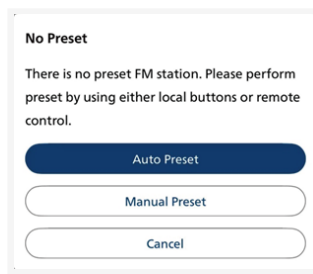 No Preset
There is no preset FM station. Please perform
preset by using either local buttons or remote
control.
Auto Preset
Manual Preset
Cancel